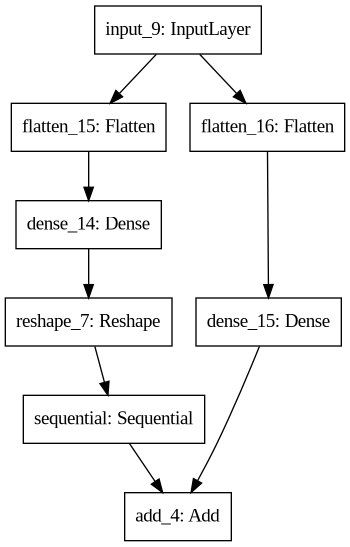 input_9: InputLayer
flatten_15: Flatten
flatten_16: Flatten
dense_14: Dense
reshape_7: Reshape
dense_15: Dense
sequential: Sequential
add_4: Add